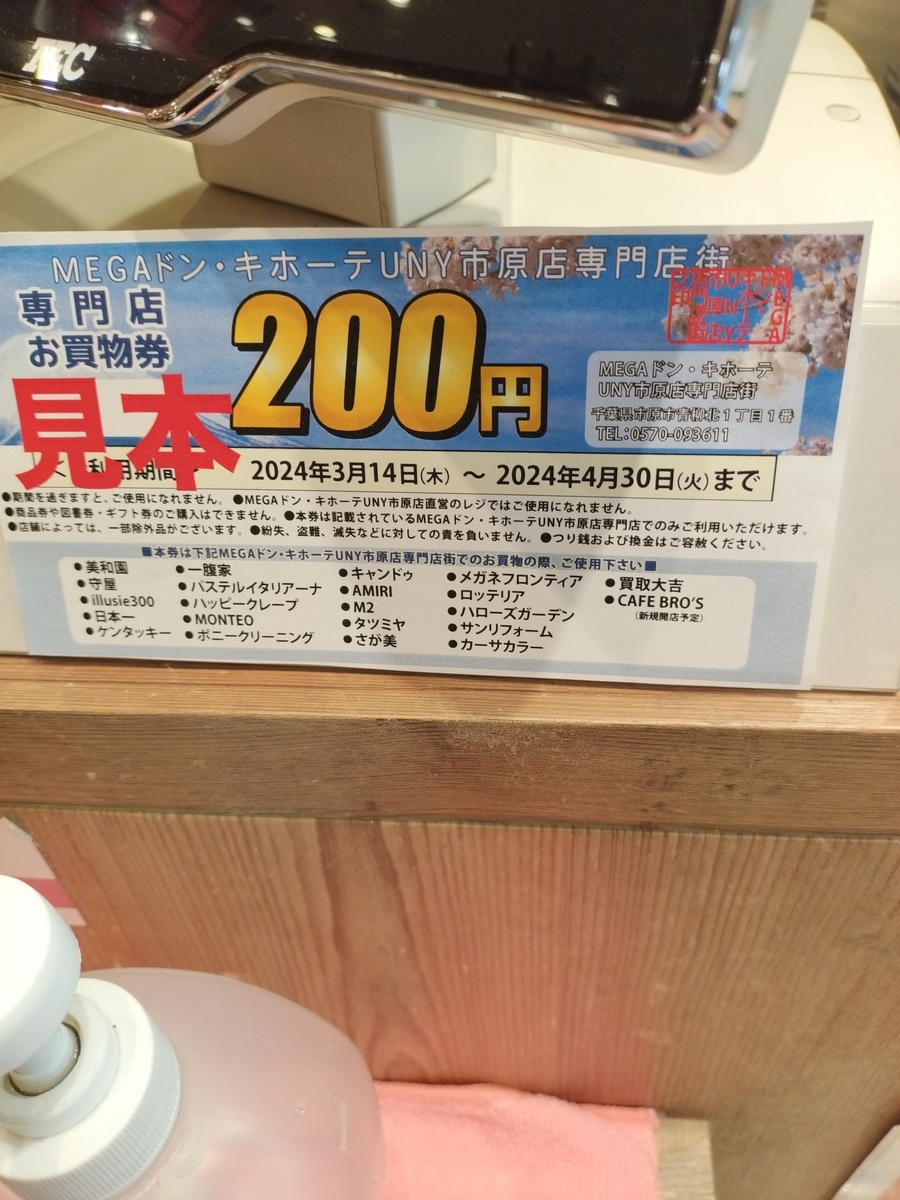 TEC
MEGAドン・キホーテUNY市原店専門店街
専門店
お買物券
200円
見本
MEGAドン・キホーテ
UNY市原店専門店街
千葉県市原市青柳北1丁目1番
TEL:0570-093611
利用期間
2024年3月14日(木) ～ 2024年4月30日(火)まで
●期間を過ぎますと、ご使用になれません。 ●MEGAドン・キホーテUNY市原店直営のレジではご使用になれません。
●商品券や図書券・ギフト券のご購入はできません。 ●本券は記載されているMEGAドン・キホーテUNY市原店専門店でのみご利用いただけます。
●店舗によっては、一部除外品がございます。 ●紛失、盗難、滅失などに対しての責を負いません。 ●つり銭および換金はご容赦ください。
■本券は下記MEGAドン・キホーテUNY市原店専門店街でのお買物の際、ご使用下さい■
●美和園
●守屋
●illusie300
●日本一
●ケンタッキー
●一腹家
●パステルイタリアーナ
●ハッピークレープ
●MONTEO
●ポニークリーニング
●キャンドゥ
●AMIRI
●M2
●タツミヤ
●さが美
●メガネフロンティア
●ロッテリア
●ハローズガーデン
●サンリフォーム
●カーサカラー
●買取大吉
●CAFE BRO'S
(新規開店予定)